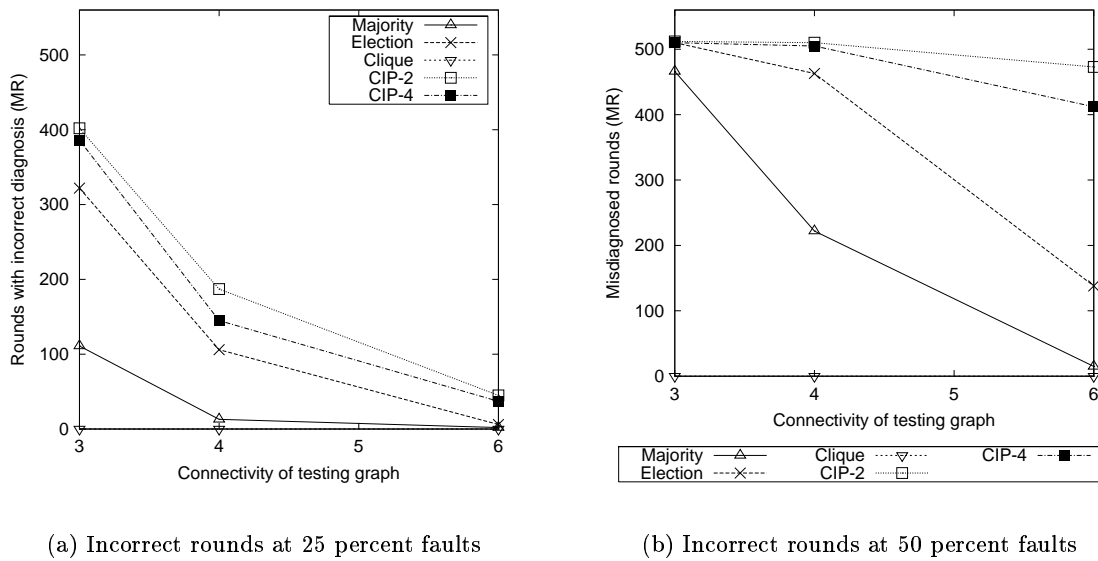 Rounds with incorrect diagnosis (MR)
500
400
300
200
100
0
3 4 5 6
Connectivity of testing graph
Majority
Election
Clique
CIP-2
CIP-4
(a) Incorrect rounds at 25 percent faults
Misdiagnosed rounds (MR)
500
400
300
200
100
0
3 4 5 6
Connectivity of testing graph
Majority Clique CIP-4
Election CIP-2
(b) Incorrect rounds at 50 percent faults